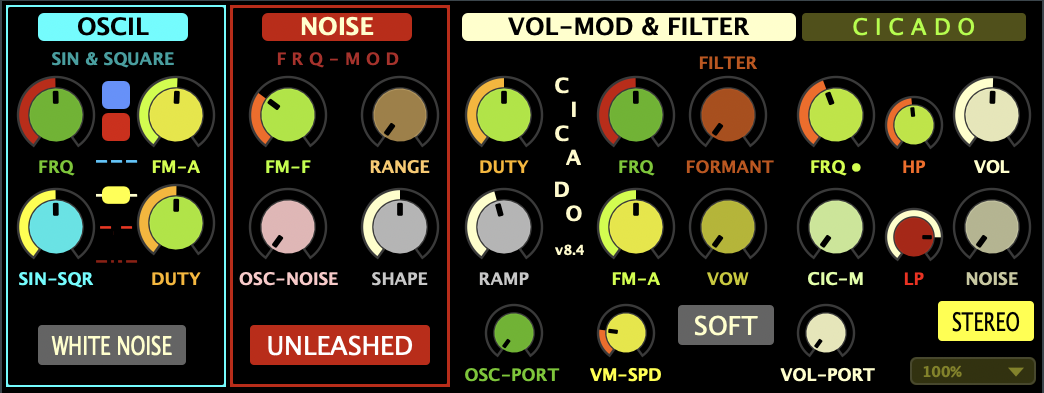 OSCIL
SIN & SQUARE
FRQ
FM-A
SIN-SQR
DUTY
WHITE NOISE
NOISE
FRQ-MOD
FM-F
RANGE
OSC-NOISE
SHAPE
UNLEASHED
VOL-MOD & FILTER
CICADO
FILTER
DUTY
CICADO
v8.4
FRQ
FORMANT
FRQ •
HP
VOL
RAMP
FM-A
VOW
CIC-M
LP
NOISE
OSC-PORT
VM-SPD
SOFT
VOL-PORT
STEREO
100%